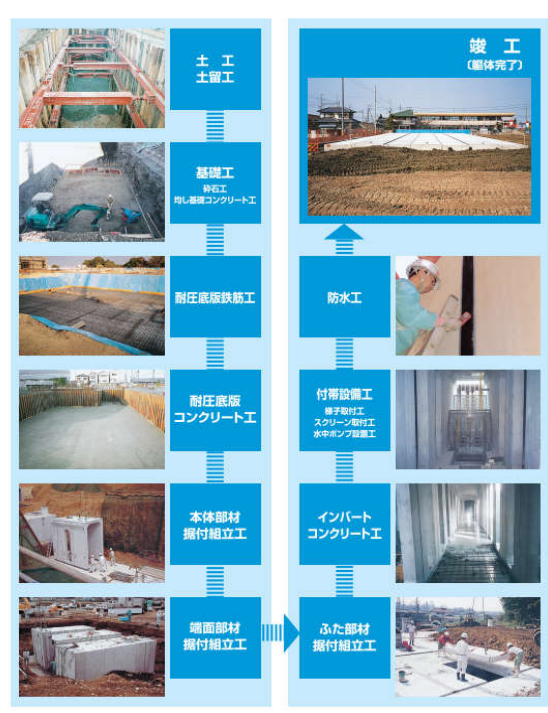 土 工
土留工
基礎工
砕石工
均し基礎コンクリート工
耐圧底版鉄筋工
耐圧底版
コンクリート工
本体部材
据付組立工
端面部材
据付組立工
ふた部材
据付組立工
インバート
コンクリート工
付帯設備工
梯子取付工
スクリーン取付工
水中ポンプ設置工
防水工
竣 工
(躯体完了)